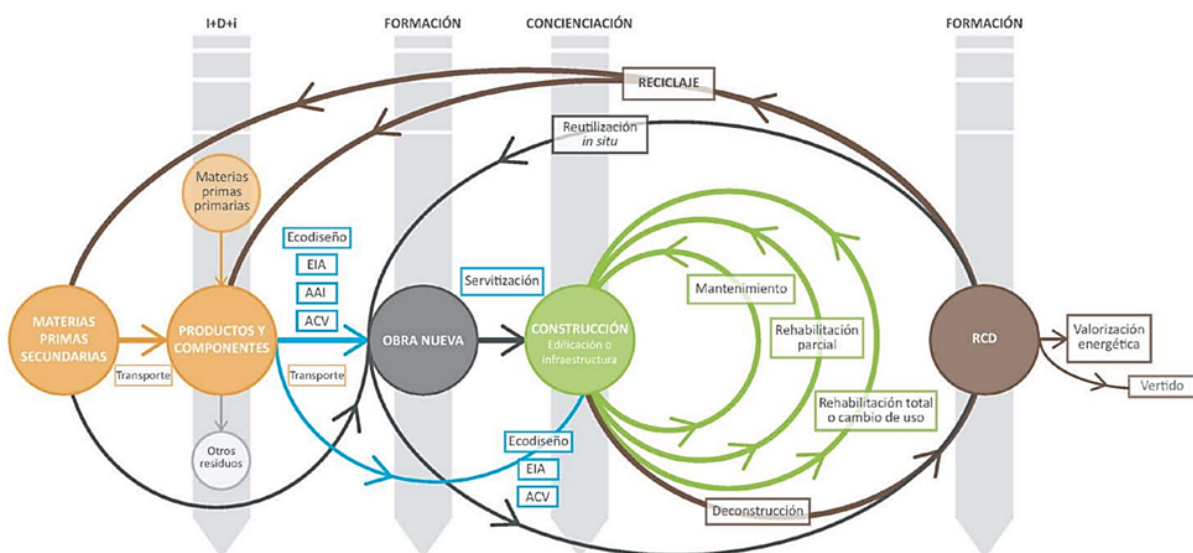 I+D+i
FORMACIÓN
CONCIENCIACIÓN
FORMACIÓN
RECICLAJE
Reutilización
in situ
Materias
primas
primarias
Ecodiseño
EIA
AAI
ACV
Servitización
Mantenimiento
MATERIAS
PRIMAS
SECUNDARIAS
PRODUCTOS Y
COMPONENTES
OBRA NUEVA
CONSTRUCCIÓN
Edificación o
infraestructura
Rehabilitación
parcial
RCD
Valorización
energética
Transporte
Transporte
Vertido
Rehabilitación total
o cambio de uso
Otros
residuos
Ecodiseño
EIA
ACV
Deconstrucción